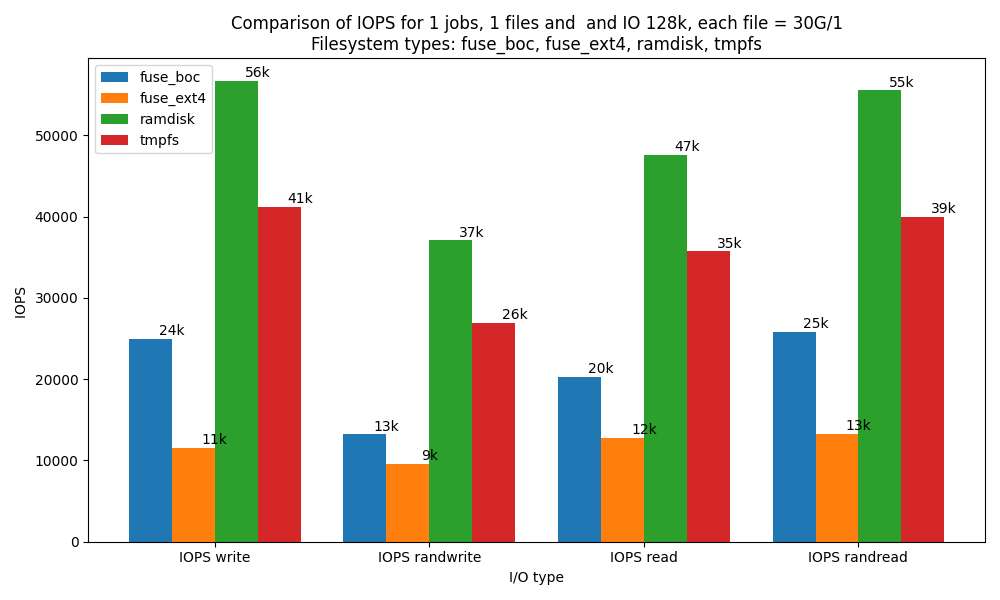 Comparison of IOPS for 1 jobs, 1 files and  and IO 128k, each file = 30G/1
Filesystem types: fuse_boc, fuse_ext4, ramdisk, tmpfs
fuse_boc
fuse_ext4
ramdisk
tmpfs
IOPS
50000
40000
30000
20000
10000
0
24k
11k
56k
41k
13k
9k
37k
26k
20k
12k
47k
35k
25k
13k
55k
39k
IOPS write
IOPS randwrite
IOPS read
IOPS randread
I/O type